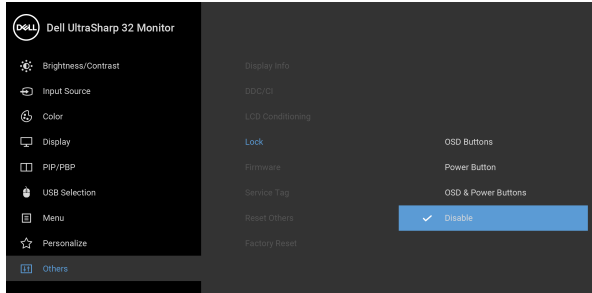 DELL Dell UltraSharp 32 Monitor
Brightness/Contrast
Input Source
Color
Display
PIP/PBP
USB Selection
Menu
Personalize
Others
Display Info
DDC/CI
LCD Conditioning
Lock
Firmware
Service Tag
Reset Others
Factory Reset
OSD Buttons
Power Button
OSD & Power Buttons
Disable